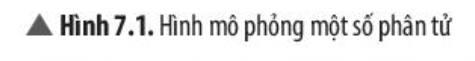 ▲ Hình 7.1. Hình mô phỏng một số phân tử